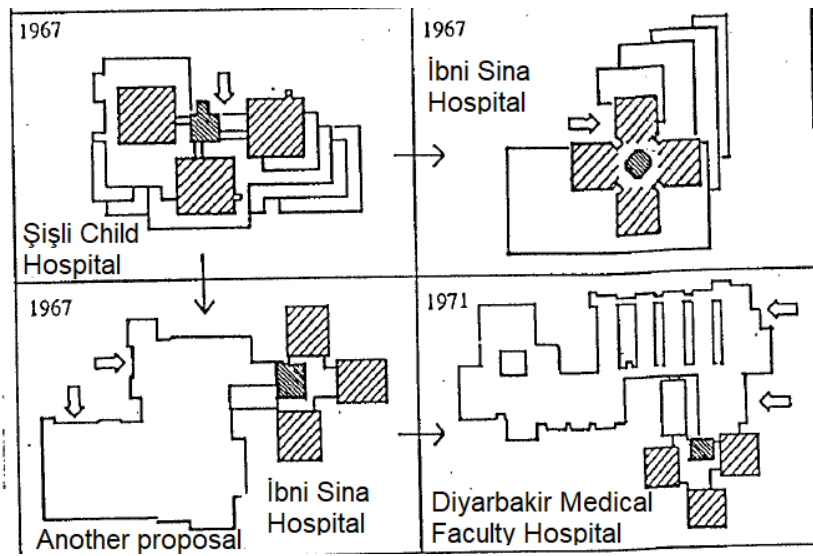 1967
Şişli Child
Hospital
1967
İbni Sina
Hospital
1967
Another proposal
İbni Sina
Hospital
1971
Diyarbakir Medical
Faculty Hospital